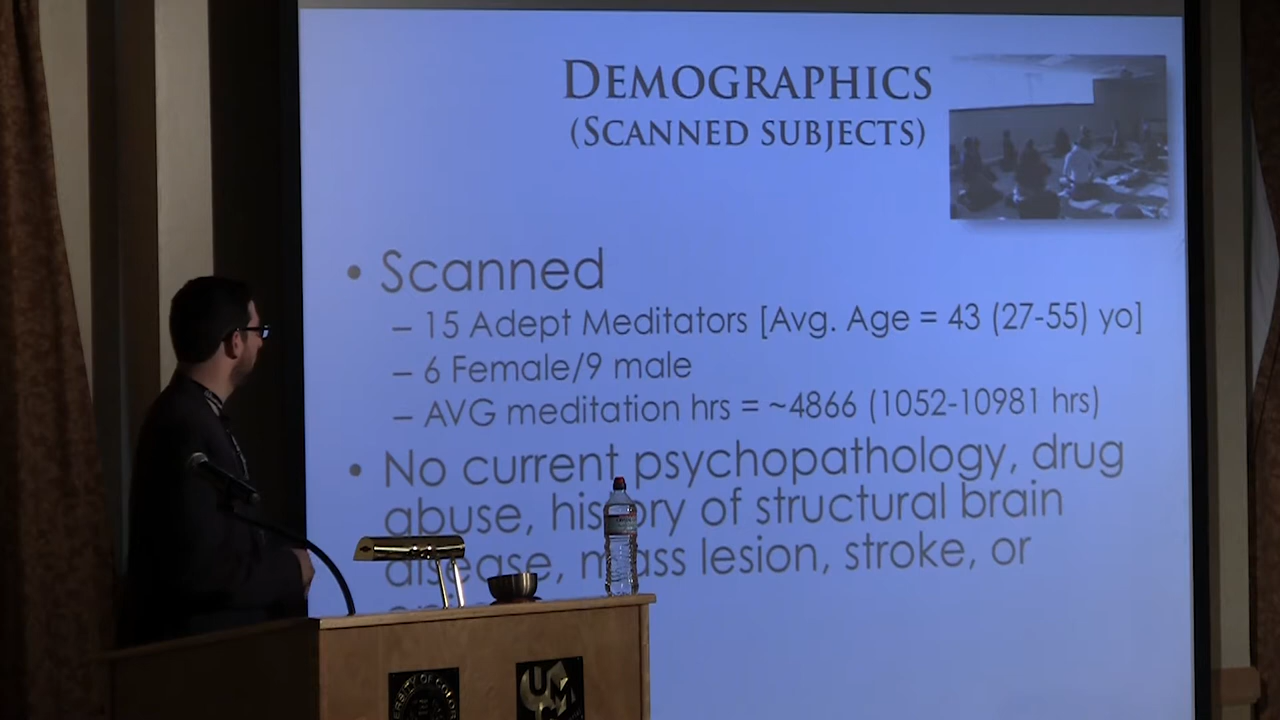 DEMOGRAPHICS
(SCANNED SUBJECTS)
• Scanned
– 15 Adept Meditators [Avg. Age = 43 (27-55) yo]
– 6 Female/9 male
– AVG meditation hrs = ~4866 (1052-10981 hrs)
• No current psychopathology, drug
abuse, history of structural brain
disease, mass lesion, stroke, or
UM